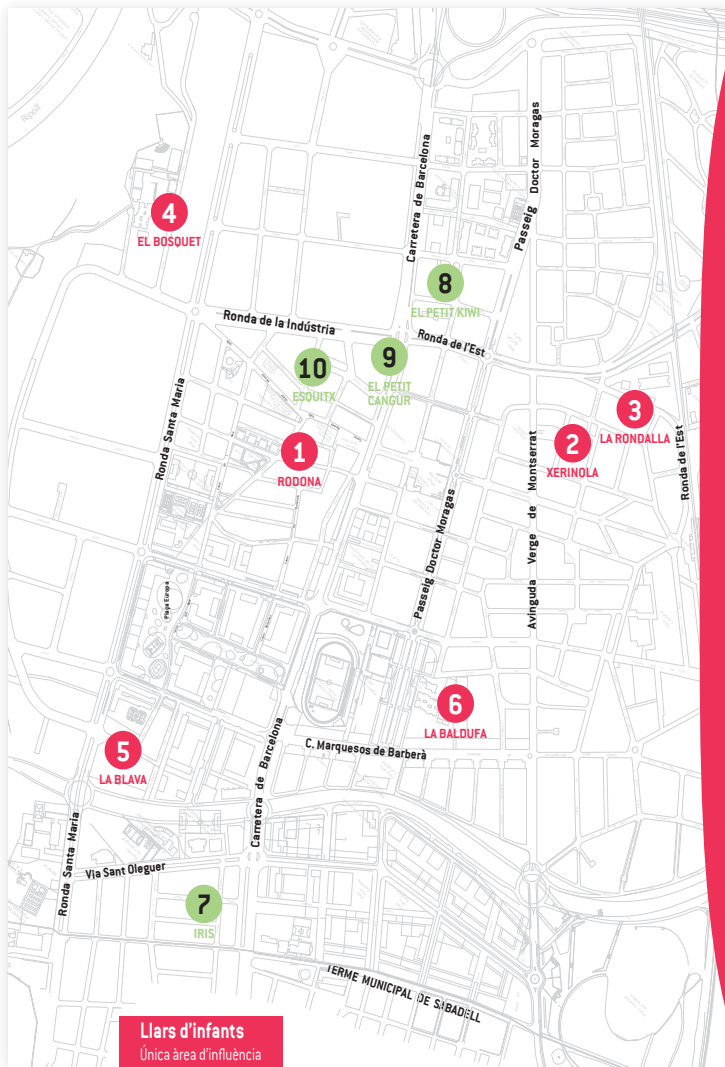 Ripoll
Carretera de Barcelona
Passeig Doctor Moragas
4
EL BOSQUET
8
EL PETIT KIWI
Ronda de la Indústria
Ronda de l'Est
9
EL PETIT
CANGUR
10
ESQUITX
Ronda Santa Maria
3
LA RONDALLA
2
XERINOLA
1
RODONA
Ronda de l'Est
Avinguda Verge de Montserrat
Passeig Doctor Moragas
Plaça Europa
6
LA BALDUFA
5
LA BLAVA
C. Marquesos de Barberà
Carretera de Barcelona
Ronda Santa Maria
Via Sant Oleguer
7
IRIS
TERME MUNICIPAL DE SABADELL
Llars d'infants
Única àrea d'influència